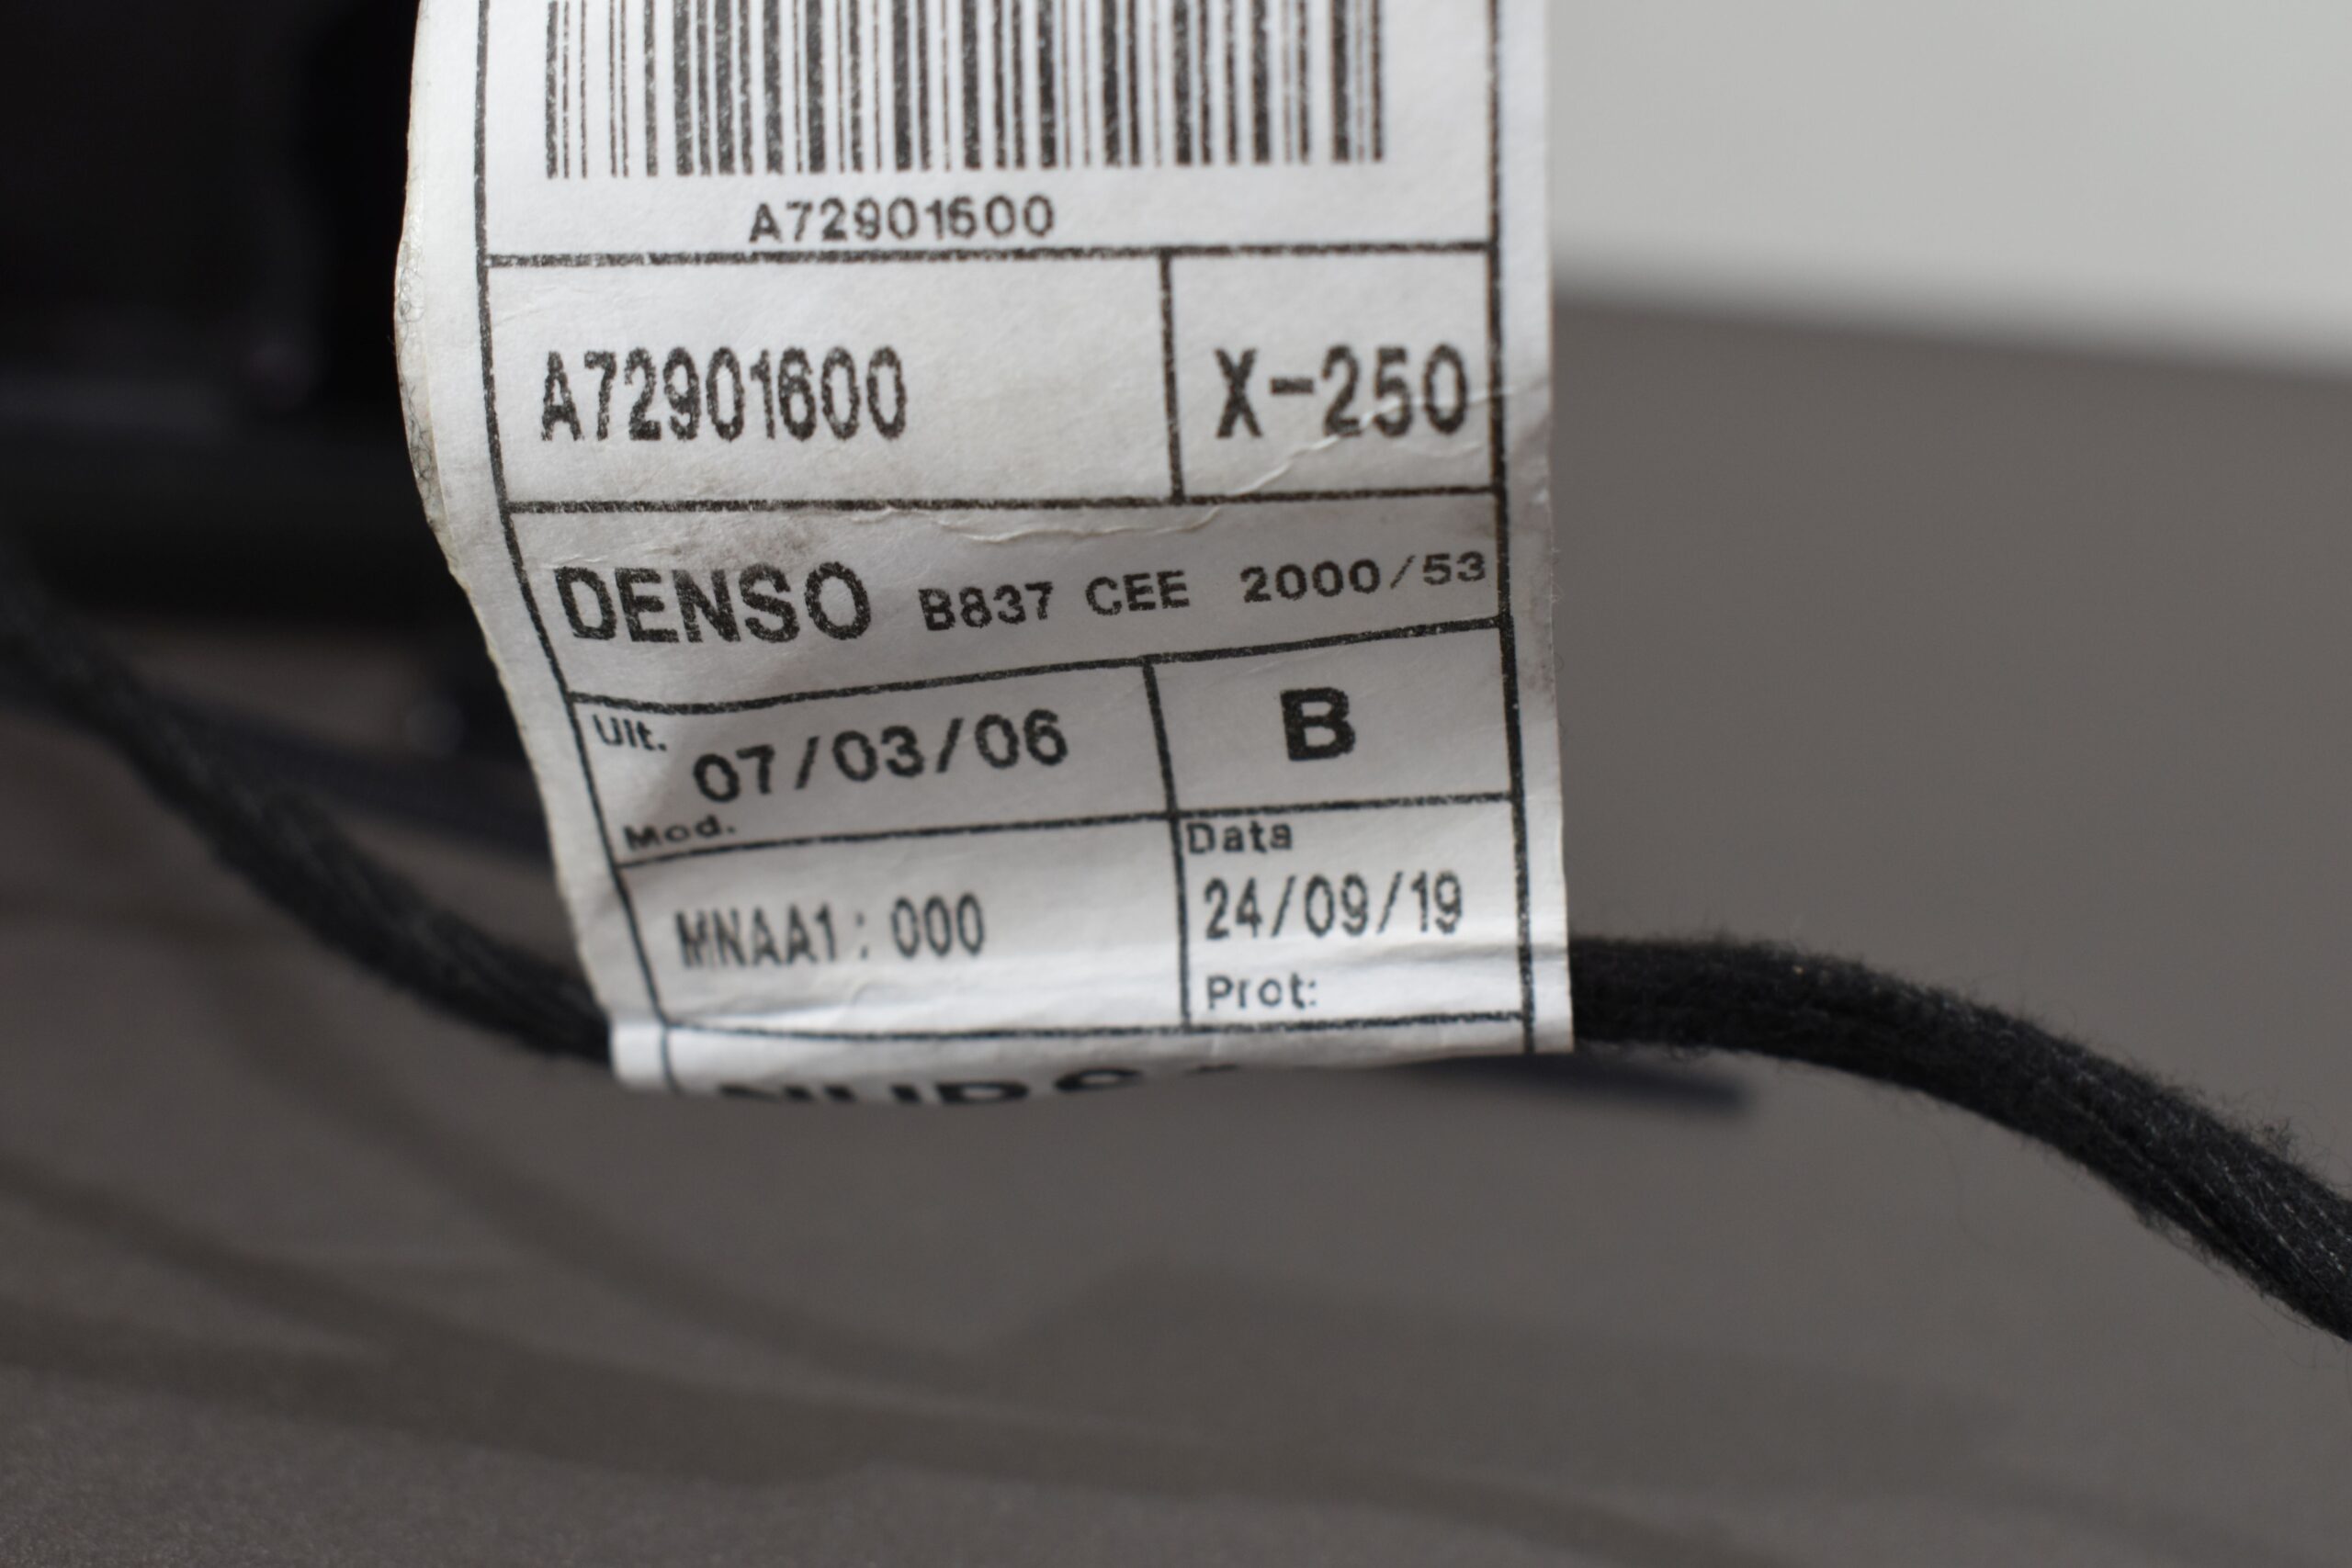 A72901600
A72901600 X-250
DENSO B837 CEE 2000/53
Ult. 07/03/06 B
Mod.
Data
MNAA1: 000 24/09/19
Prot: